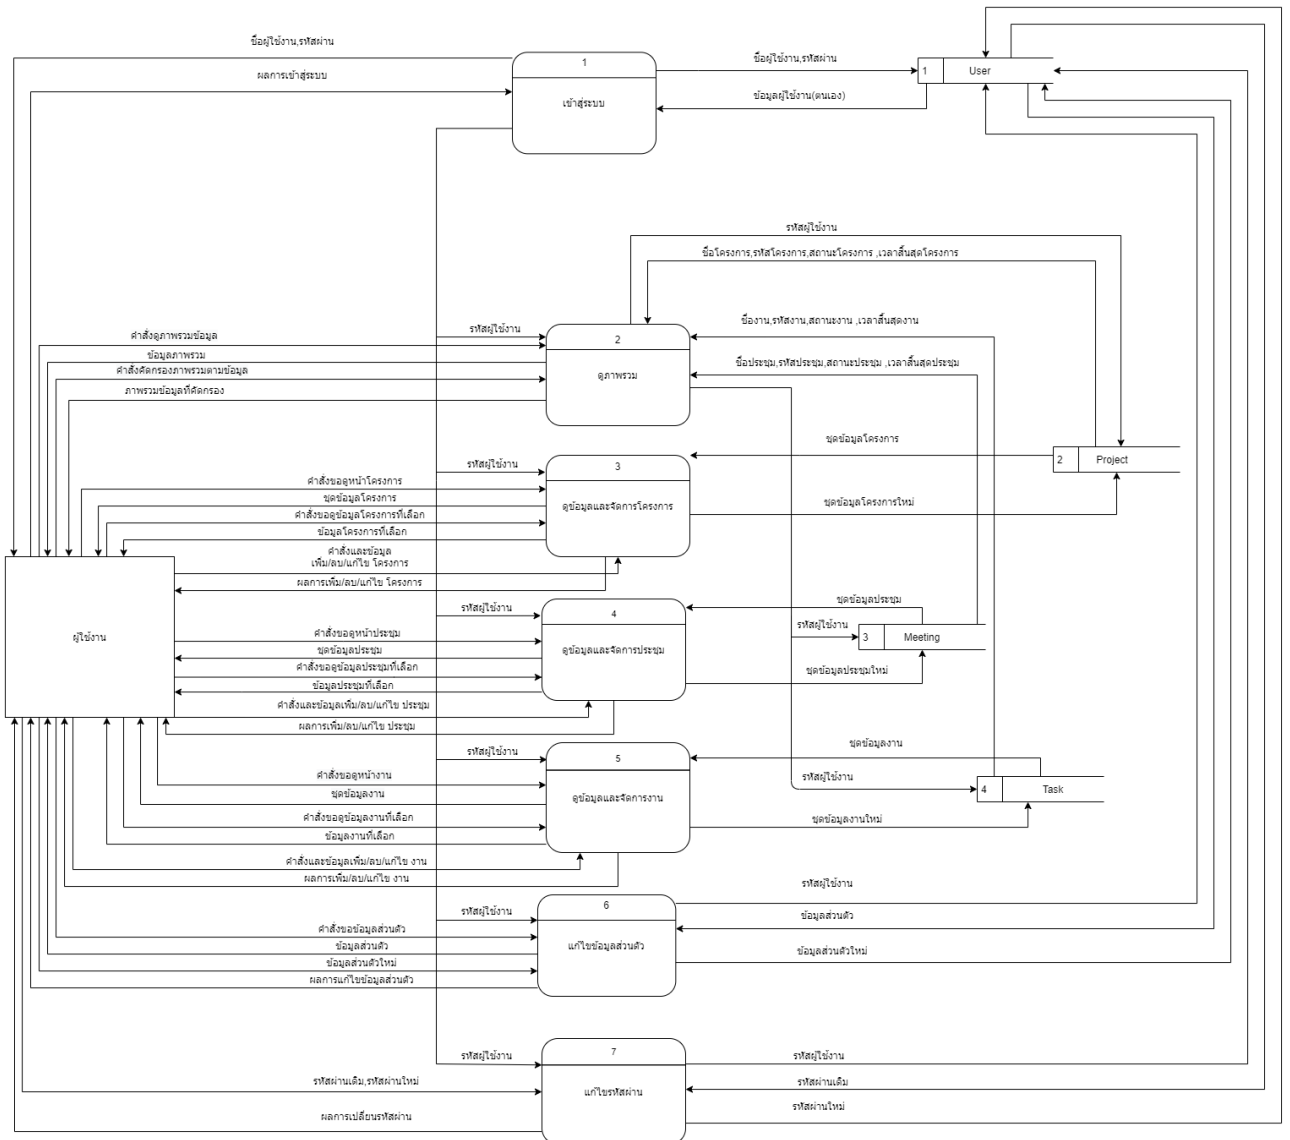 ชื่อผู้ใช้งาน,รหัสผ่าน
ผลการเข้าสู่ระบบ
1
เข้าสู่ระบบ
ชื่อผู้ใช้งาน,รหัสผ่าน
ข้อมูลผู้ใช้งาน(ตนเอง)
1
User
รหัสผู้ใช้งาน
ชื่อโครงการ,รหัสโครงการ,สถานะโครงการ ,เวลาสิ้นสุดโครงการ
ชื่องาน,รหัสงาน,สถานะงาน ,เวลาสิ้นสุดงาน
ชื่อประชุม,รหัสประชุม,สถานะประชุม ,เวลาสิ้นสุดประชุม
รหัสผู้ใช้งาน
2
ดูภาพรวม
คำสั่งดูภาพรวมข้อมูล
ข้อมูลภาพรวม
คำสั่งคัดกรองภาพรวมตามข้อมูล
ภาพรวมข้อมูลที่คัดกรอง
ชุดข้อมูลโครงการ
2
Project
รหัสผู้ใช้งาน
3
ดูข้อมูลและจัดการโครงการ
ชุดข้อมูลโครงการใหม่
คำสั่งขอดูหน้าโครงการ
ชุดข้อมูลโครงการ
คำสั่งขอดูข้อมูลโครงการที่เลือก
ข้อมูลโครงการที่เลือก
คำสั่งและข้อมูล
เพิ่ม/ลบ/แก้ไข โครงการ
ผลการเพิ่ม/ลบ/แก้ไข โครงการ
ผู้ใช้งาน
รหัสผู้ใช้งาน
4
ดูข้อมูลและจัดการประชุม
ชุดข้อมูลประชุม
รหัสผู้ใช้งาน
3
Meeting
ชุดข้อมูลประชุมใหม่
คำสั่งขอดูหน้าประชุม
ชุดข้อมูลประชุม
คำสั่งขอดูข้อมูลประชุมที่เลือก
ข้อมูลประชุมที่เลือก
คำสั่งและข้อมูลเพิ่ม/ลบ/แก้ไข ประชุม
ผลการเพิ่ม/ลบ/แก้ไข ประชุม
รหัสผู้ใช้งาน
5
ดูข้อมูลและจัดการงาน
ชุดข้อมูลงาน
รหัสผู้ใช้งาน
4
Task
ชุดข้อมูลงานใหม่
คำสั่งขอดูหน้างาน
ชุดข้อมูลงาน
คำสั่งขอดูข้อมูลงานที่เลือก
ข้อมูลงานที่เลือก
คำสั่งและข้อมูลเพิ่ม/ลบ/แก้ไข งาน
ผลการเพิ่ม/ลบ/แก้ไข งาน
รหัสผู้ใช้งาน
6
แก้ไขข้อมูลส่วนตัว
รหัสผู้ใช้งาน
ข้อมูลส่วนตัว
ข้อมูลส่วนตัวใหม่
คำสั่งขอข้อมูลส่วนตัว
ข้อมูลส่วนตัว
ข้อมูลส่วนตัวใหม่
ผลการแก้ไขข้อมูลส่วนตัว
รหัสผู้ใช้งาน
7
แก้ไขรหัสผ่าน
รหัสผู้ใช้งาน
รหัสผ่านเดิม
รหัสผ่านใหม่
รหัสผ่านเดิม,รหัสผ่านใหม่
ผลการเปลี่ยนรหัสผ่าน